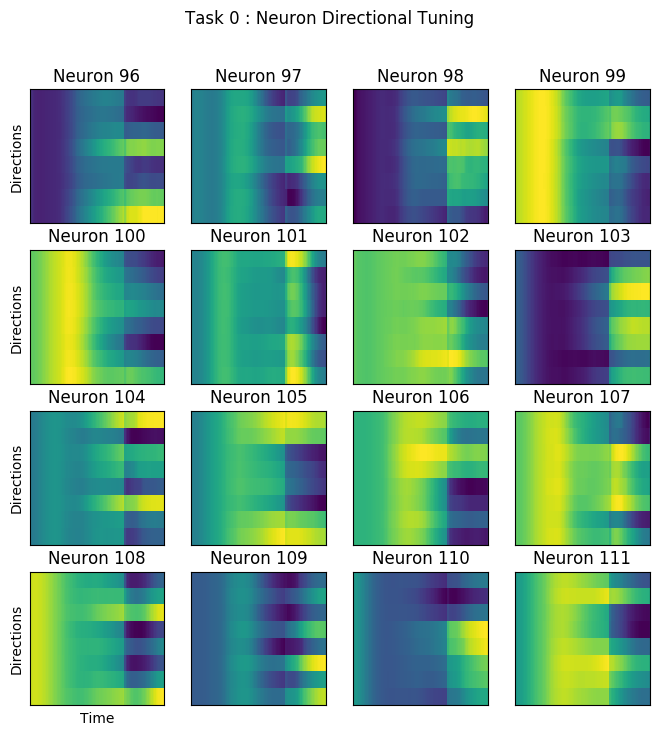 Task 0 : Neuron Directional Tuning
Neuron 96
Neuron 97
Neuron 98
Neuron 99
Directions
Neuron 100
Neuron 101
Neuron 102
Neuron 103
Directions
Neuron 104
Neuron 105
Neuron 106
Neuron 107
Directions
Neuron 108
Neuron 109
Neuron 110
Neuron 111
Directions
Time